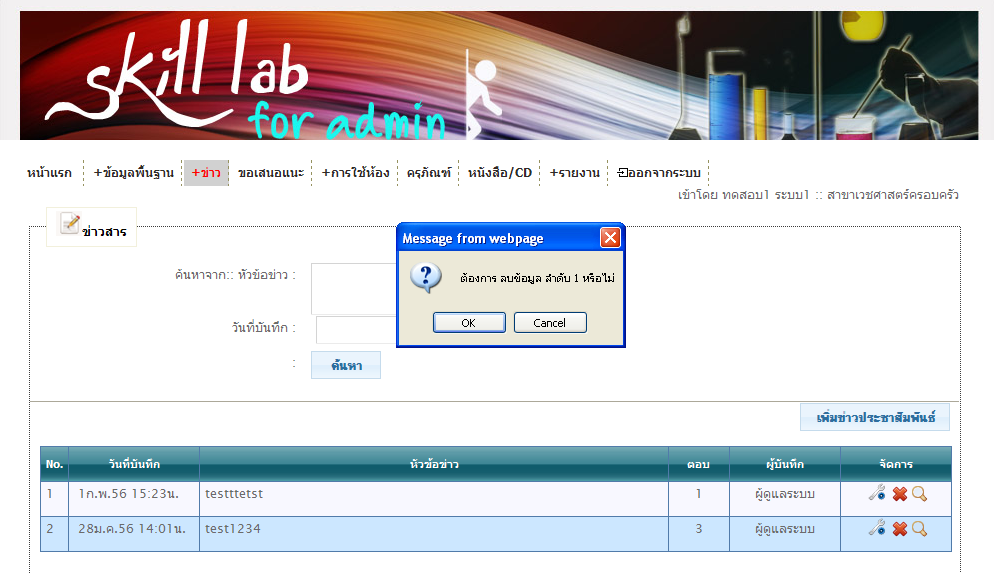 skill lab
for admin
หน้าแรก +ข้อมูลพื้นฐาน +ข่าว ขอเสนอแนะ +การใช้ห้อง ครุภัณฑ์ หนังสือ/CD +รายงาน ออกจากระบบ
เข้าโดย ทดสอบ1 ระบบ1 :: สาขาเวชศาสตร์ครอบครัว
ข่าวสาร
Message from webpage
ค้นหาจาก:: หัวข้อข่าว :
ต้องการ ลบข้อมูล ลำดับ 1 หรือไม่
OK Cancel
วันที่บันทึก :
:
ค้นหา
เพิ่มข่าวประชาสัมพันธ์
No. วันที่บันทึก หัวข้อข่าว ตอบ ผู้บันทึก จัดการ
1 1ก.พ.56 15:23น. testttetst 1 ผู้ดูแลระบบ
2 28ม.ค.56 14:01น. test1234 3 ผู้ดูแลระบบ